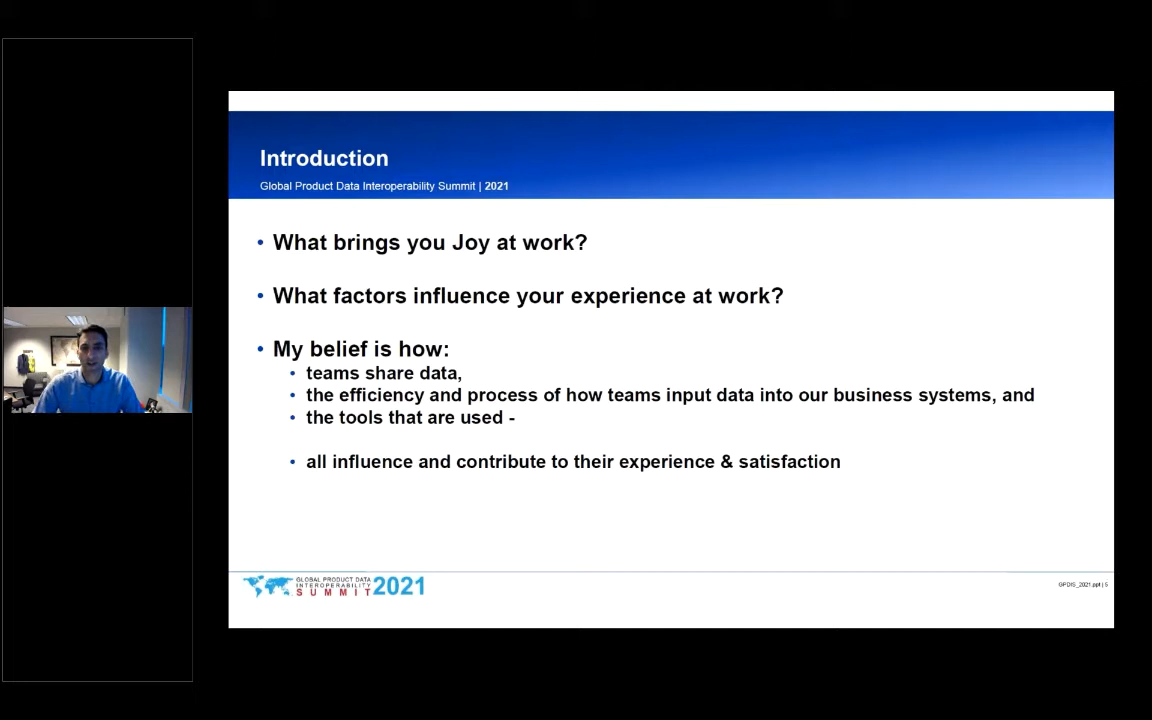 Introduction
Global Product Data Interoperability Summit | 2021
• What brings you Joy at work?
• What factors influence your experience at work?
• My belief is how:
• teams share data,
• the efficiency and process of how teams input data into our business systems, and
• the tools that are used -
• all influence and contribute to their experience & satisfaction
GLOBAL PRODUCT DATA
INTEROPERABILITY
SUMMIT 2021
GPDIS_2021.ppt | 5